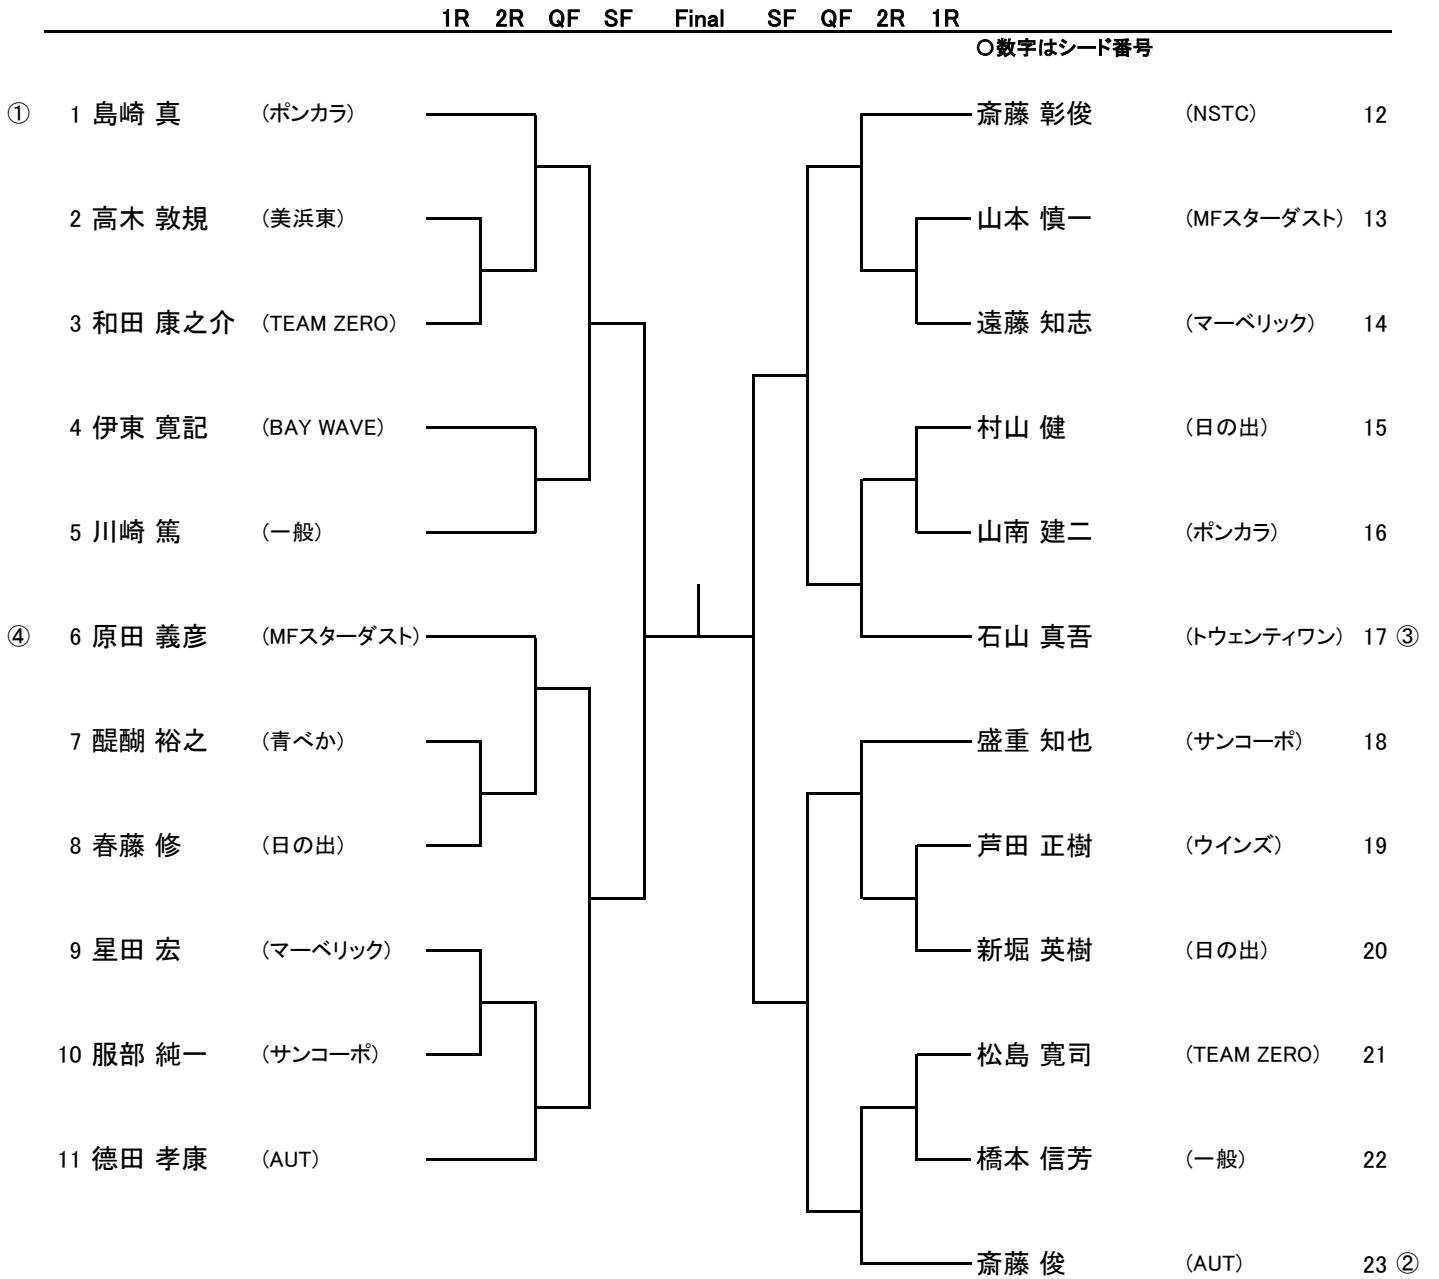 1R 2R QF SF Final SF QF 2R 1R
○数字はシード番号
① 1 島崎 真 (ポンカラ) 斎藤 彰俊 (NSTC) 12
2 高木 敦規 (美浜東) 山本 慎一 (MFスターダスト) 13
3 和田 康之介 (TEAM ZERO) 遠藤 知志 (マーベリック) 14
4 伊東 寛記 (BAY WAVE) 村山 健 (日の出) 15
5 川崎 篤 (一般) 山南 建二 (ポンカラ) 16
④ 6 原田 義彦 (MFスターダスト) 石山 真吾 (トウェンティワン) 17 ③
7 醍醐 裕之 (青べか) 盛重 知也 (サンコーポ) 18
8 春藤 修 (日の出) 芦田 正樹 (ウインズ) 19
9 星田 宏 (マーベリック) 新堀 英樹 (日の出) 20
10 服部 純一 (サンコーポ) 松島 寛司 (TEAM ZERO) 21
11 徳田 孝康 (AUT) 橋本 信芳 (一般) 22
斎藤 俊 (AUT) 23 ②